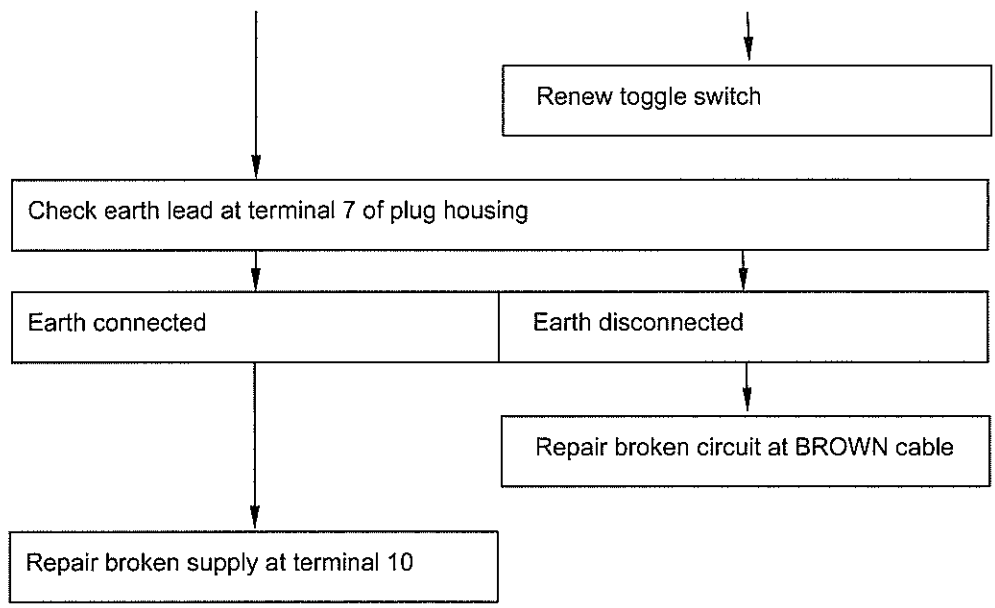 Renew toggle switch
Check earth lead at terminal 7 of plug housing
Earth connected
Earth disconnected
Repair broken circuit at BROWN cable
Repair broken supply at terminal 10